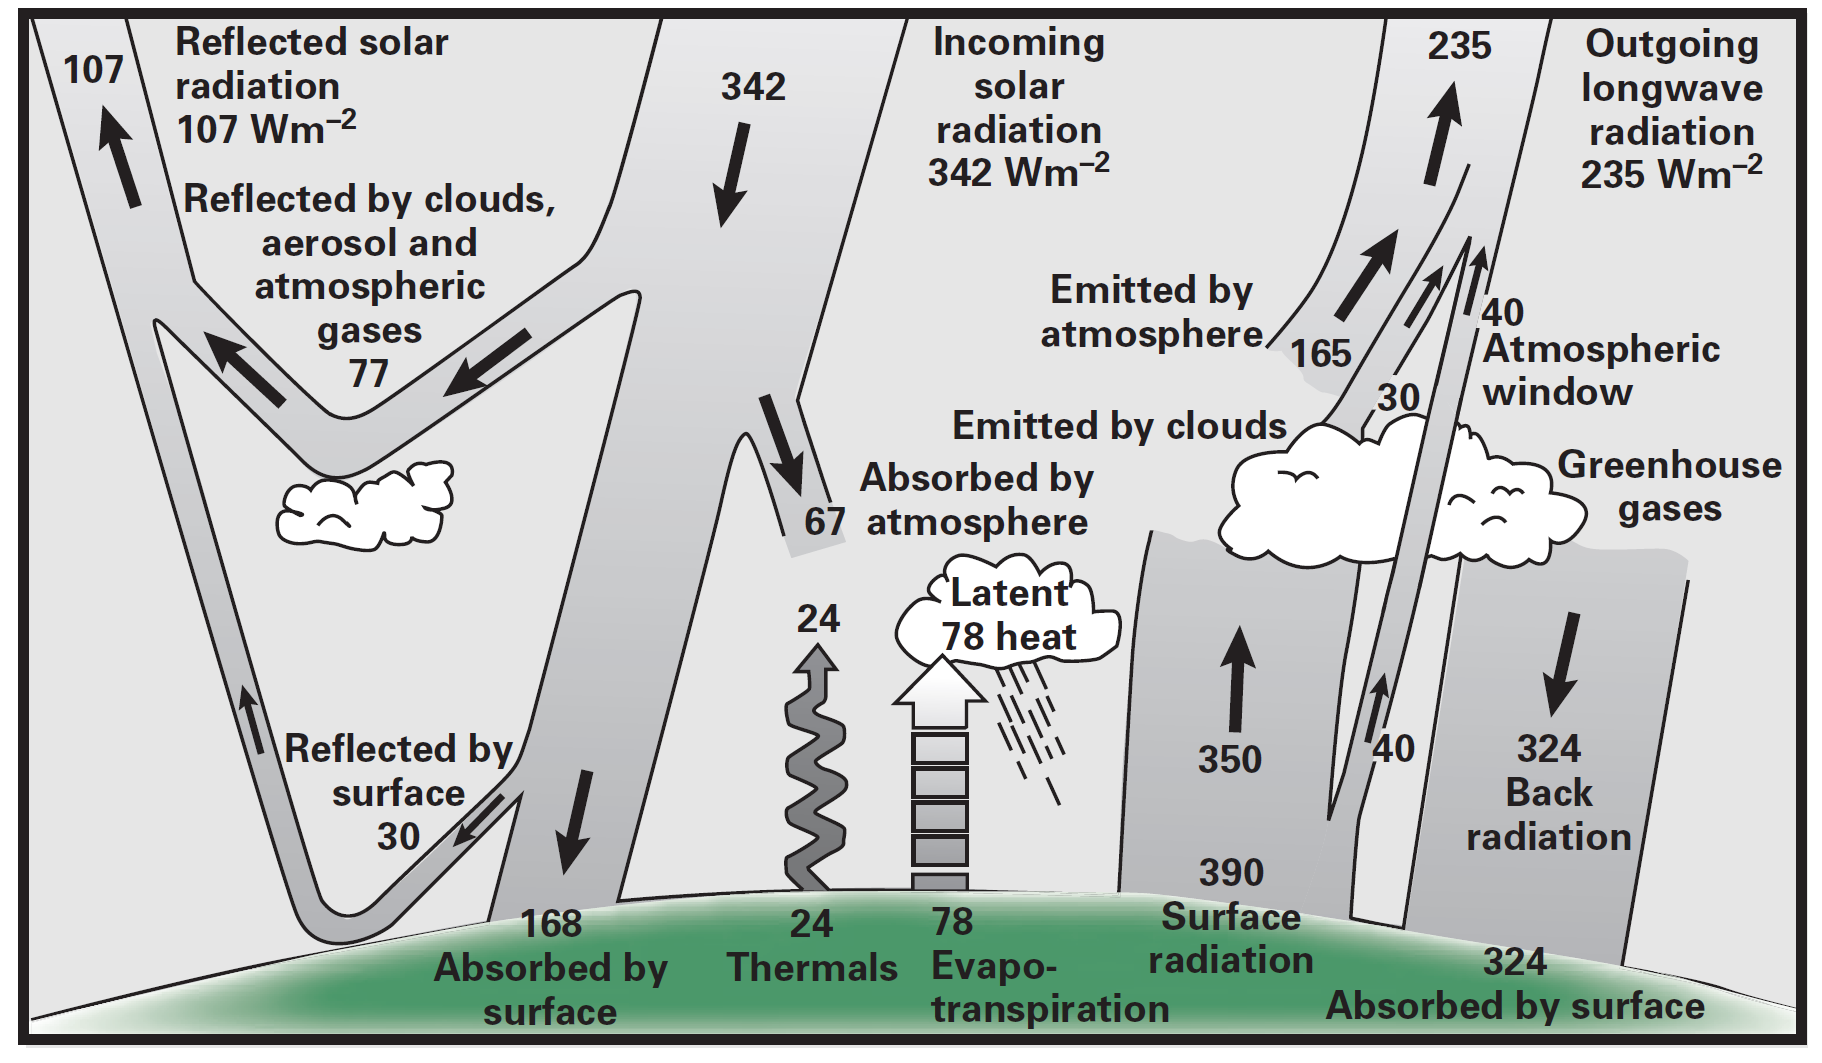 107
Reflected solar
radiation
107 Wm⁻²
342
Incoming
solar
radiation
342 Wm⁻²
235
Outgoing
longwave
radiation
235 Wm⁻²
Reflected by clouds,
aerosol and
atmospheric
gases
77
Emitted by
atmosphere
165
40
Atmospheric
window
30
Emitted by clouds
Greenhouse
gases
Absorbed by
atmosphere
67
24
Latent
78 heat
Reflected by
surface
30
350
40
324
Back
radiation
168
Absorbed by
surface
24
Thermals
78
Evapo-
transpiration
390
Surface
radiation
324
Absorbed by surface